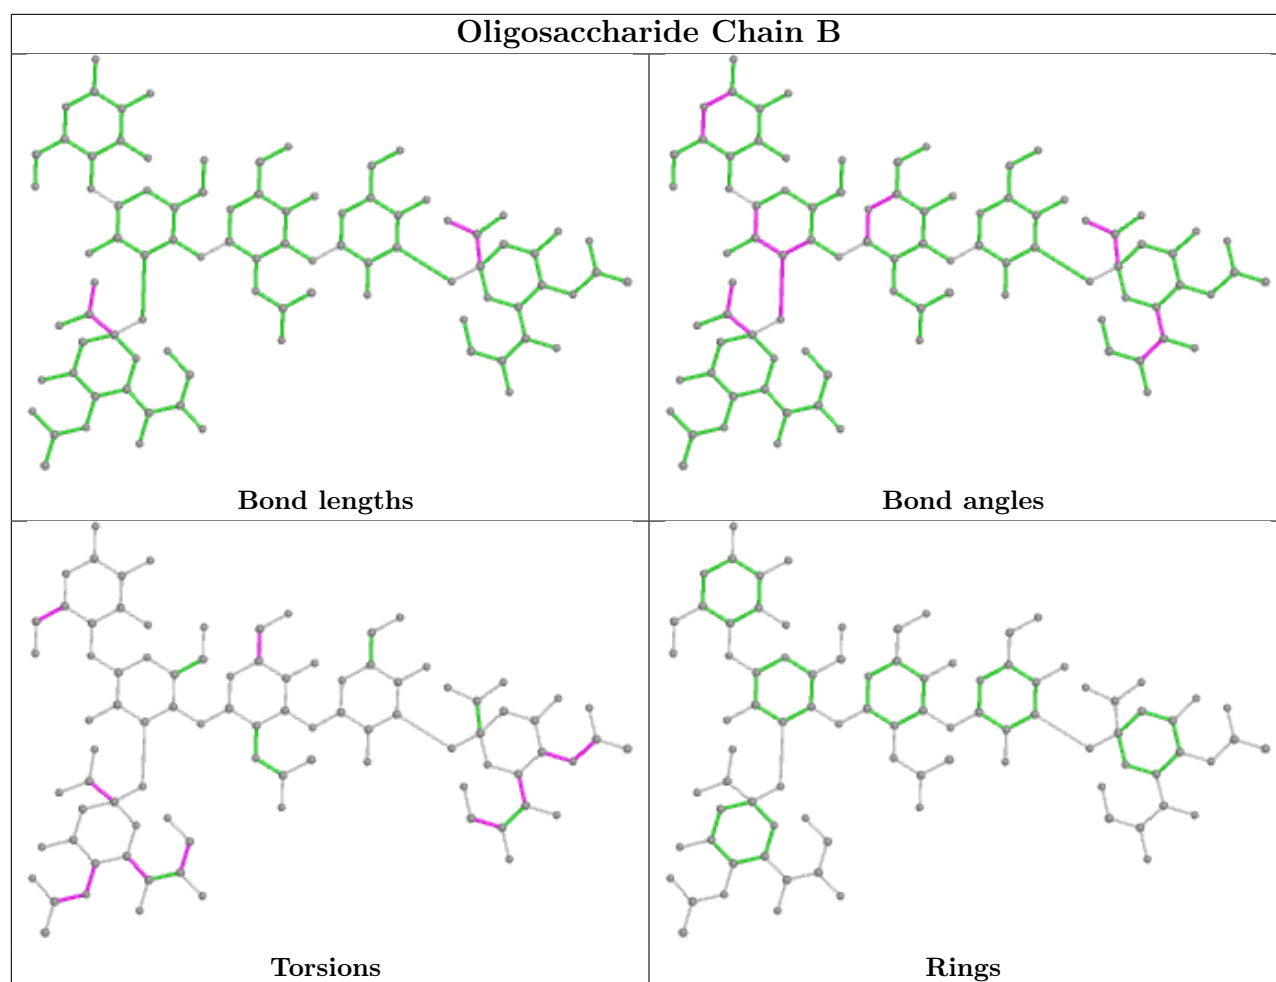 Oligosaccharide Chain B
Bond lengths
Bond angles
Torsions
Rings